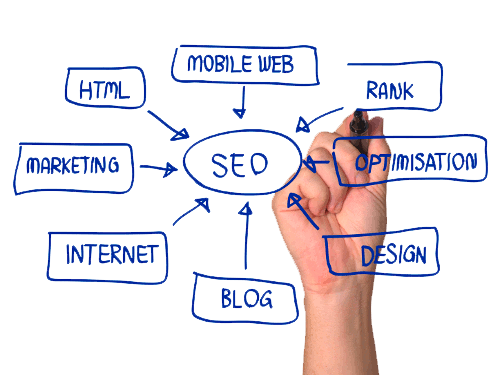 MOBILE WEB
HTML
RANK
MARKETING
SEO
OPTIMISATION
INTERNET
DESIGN
BLOG